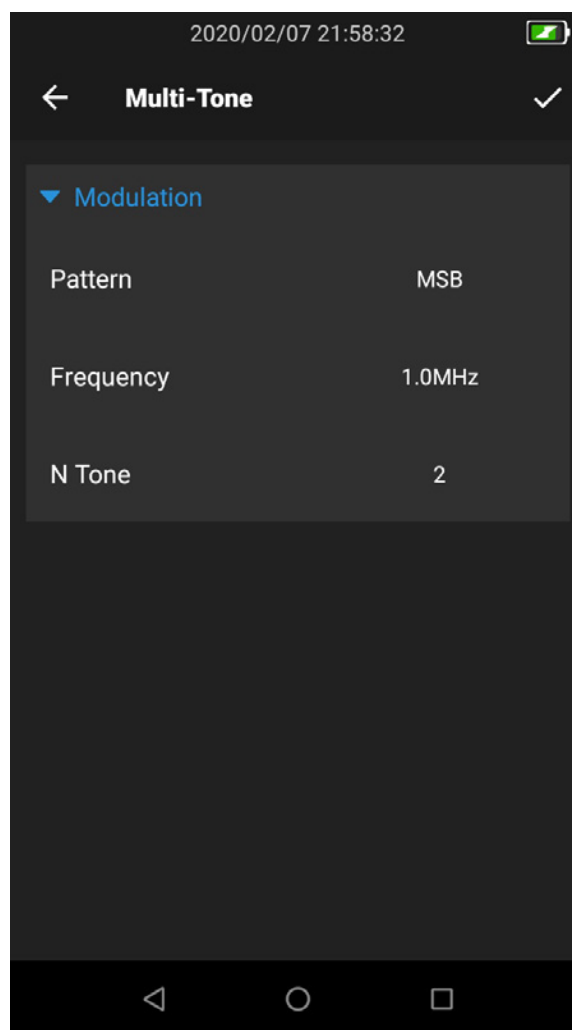 2020/02/07 21:58:32
Multi-Tone
Modulation
Pattern MSB
Frequency 1.0MHz
N Tone 2